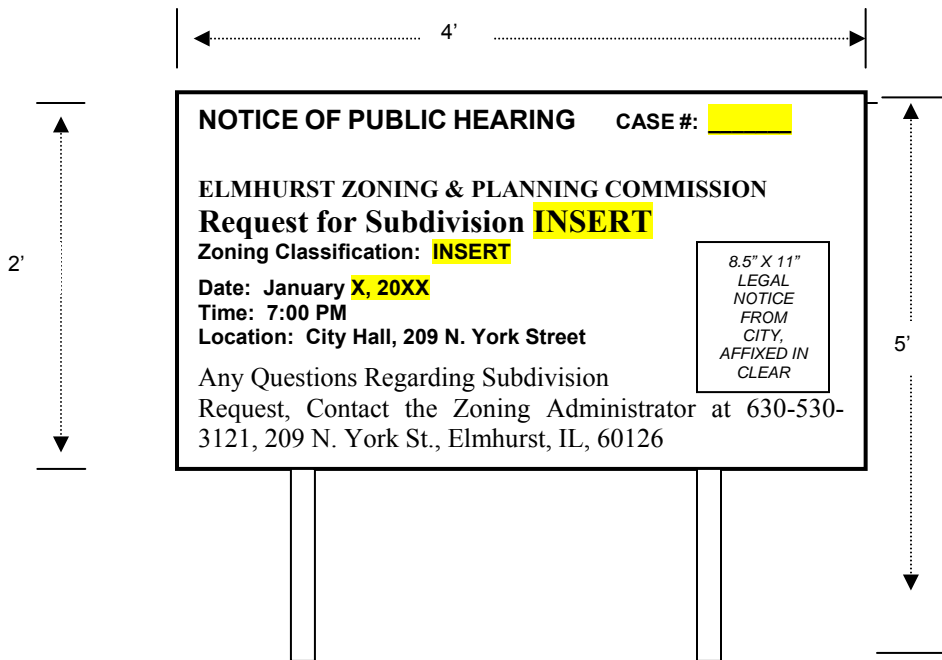 4’
NOTICE OF PUBLIC HEARING CASE #: _______
ELMHURST ZONING & PLANNING COMMISSION
Request for Subdivision INSERT
Zoning Classification: INSERT
2’
8.5” X 11”
LEGAL
NOTICE
FROM
CITY,
AFFIXED IN
CLEAR
Date: January X, 20XX
Time: 7:00 PM
Location: City Hall, 209 N. York Street
5’
Any Questions Regarding Subdivision
Request, Contact the Zoning Administrator at 630-530-
3121, 209 N. York St., Elmhurst, IL, 60126